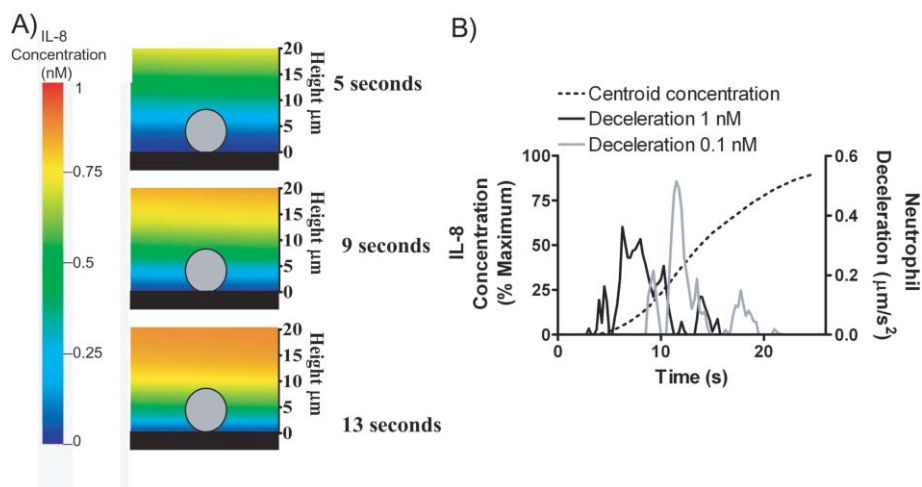 A)
IL-8
Concentration
(nM)
1
0.75
0.5
0.25
0
20
15
10
5
0
Height μm
5 seconds
20
15
10
5
0
Height μm
9 seconds
20
15
10
5
0
Height μm
13 seconds
B)
Centroid concentration
Deceleration 1 nM
Deceleration 0.1 nM
IL-8
Concentration
(% Maximum)
100
75
50
25
0
0.6
0.4
0.2
0.0
Neutrophil
Deceleration (μm/s²)
0 10 20
Time (s)